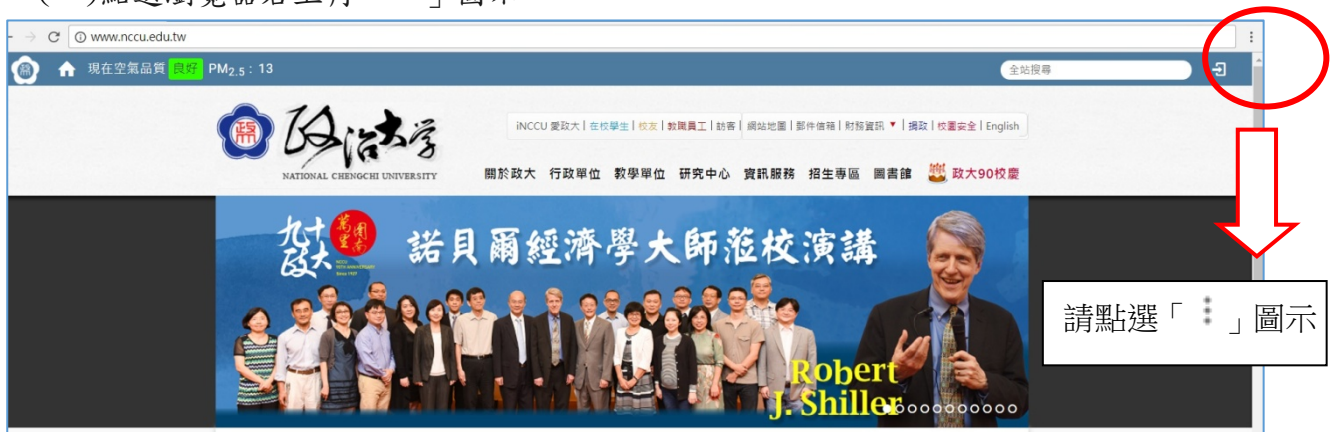 www.nccu.edu.tw
現在空氣品質 良好 PM2.5 : 13
全站搜尋
政治大学
NATIONAL CHENGCHI UNIVERSITY
iNCCU 愛政大 | 在校學生 | 校友 | 教職員工 | 訪客 | 網站地圖 | 郵件信箱 | 財務資訊 ▼ | 捐政 | 校園安全 | English
關於政大 行政單位 教學單位 研究中心 資訊服務 招生專區 圖書館 政大90校慶
九十政大
諾貝爾經濟學大師蒞校演講
請點選「⋮」圖示
Robert
J. Shiller